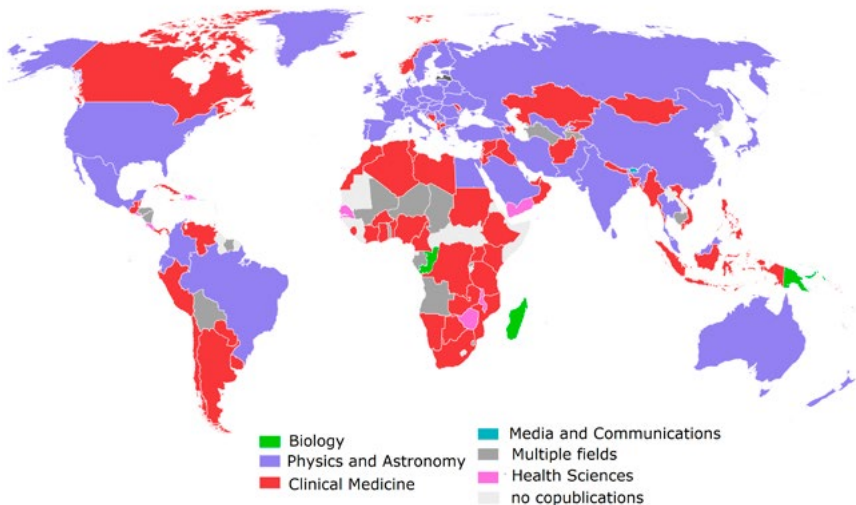 Biology
Physics and Astronomy
Clinical Medicine
Media and Communications
Multiple fields
Health Sciences
no copublications